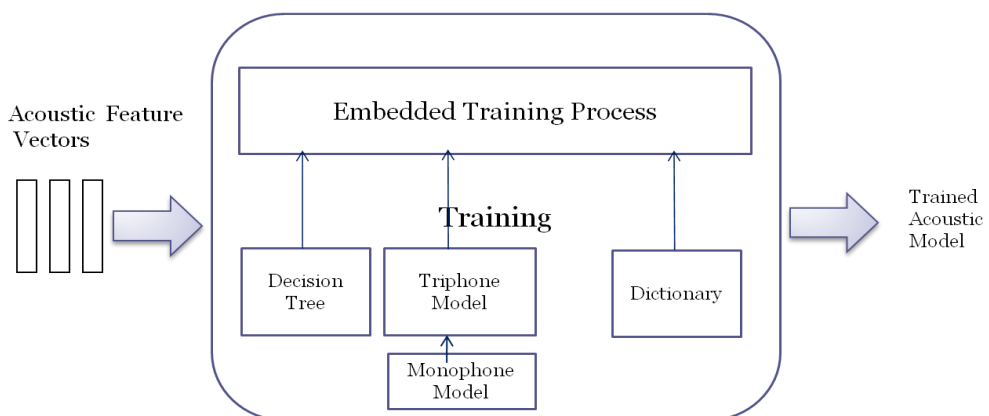 Embedded Training Process
Acoustic Feature
Vectors
Training
Trained
Acoustic
Model
Decision
Tree
Triphone
Model
Dictionary
Monophone
Model